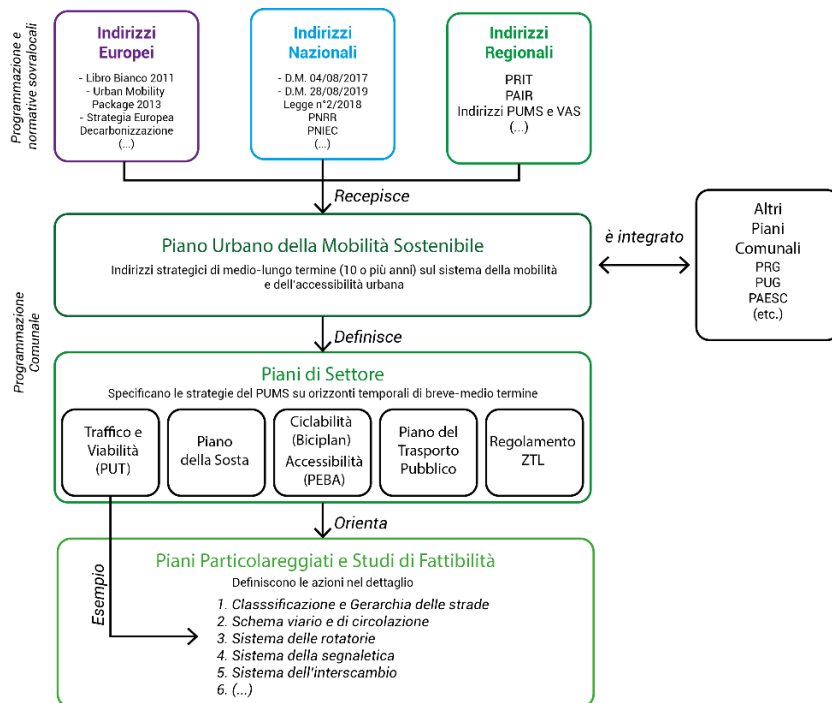 Programmazione e
normative sovralocali
Indirizzi
Europei
- Libro Bianco 2011
- Urban Mobility
Package 2013
- Strategia Europea
Decarbonizzazione
(...)
Indirizzi
Nazionali
- D.M. 04/08/2017
- D.M. 28/08/2019
Legge n°2/2018
PNRR
PNIEC
(...)
Indirizzi
Regionali
PRIT
PAIR
Indirizzi PUMS e VAS
(...)
Recepisce
Programmazione
Comunale
Piano Urbano della Mobilità Sostenibile
Indirizzi strategici di medio-lungo termine (10 o più anni) sul sistema della mobilità
e dell'accessibilità urbana
è integrato
Altri
Piani
Comunali
PRG
PUG
PAESC
(etc.)
Definisce
Piani di Settore
Specificano le strategie del PUMS su orizzonti temporali di breve-medio termine
Traffico e
Viabilità
(PUT)
Piano
della Sosta
Ciclabilità
(Biciplan)
Accessibilità
(PEBA)
Piano del
Trasporto
Pubblico
Regolamento
ZTL
Orienta
Esempio
Piani Particolareggiati e Studi di Fattibilità
Definiscono le azioni nel dettaglio
1. Classsificazione e Gerarchia delle strade
2. Schema viario e di circolazione
3. Sistema delle rotatorie
4. Sistema della segnaletica
5. Sistema dell'interscambio
6. (...)